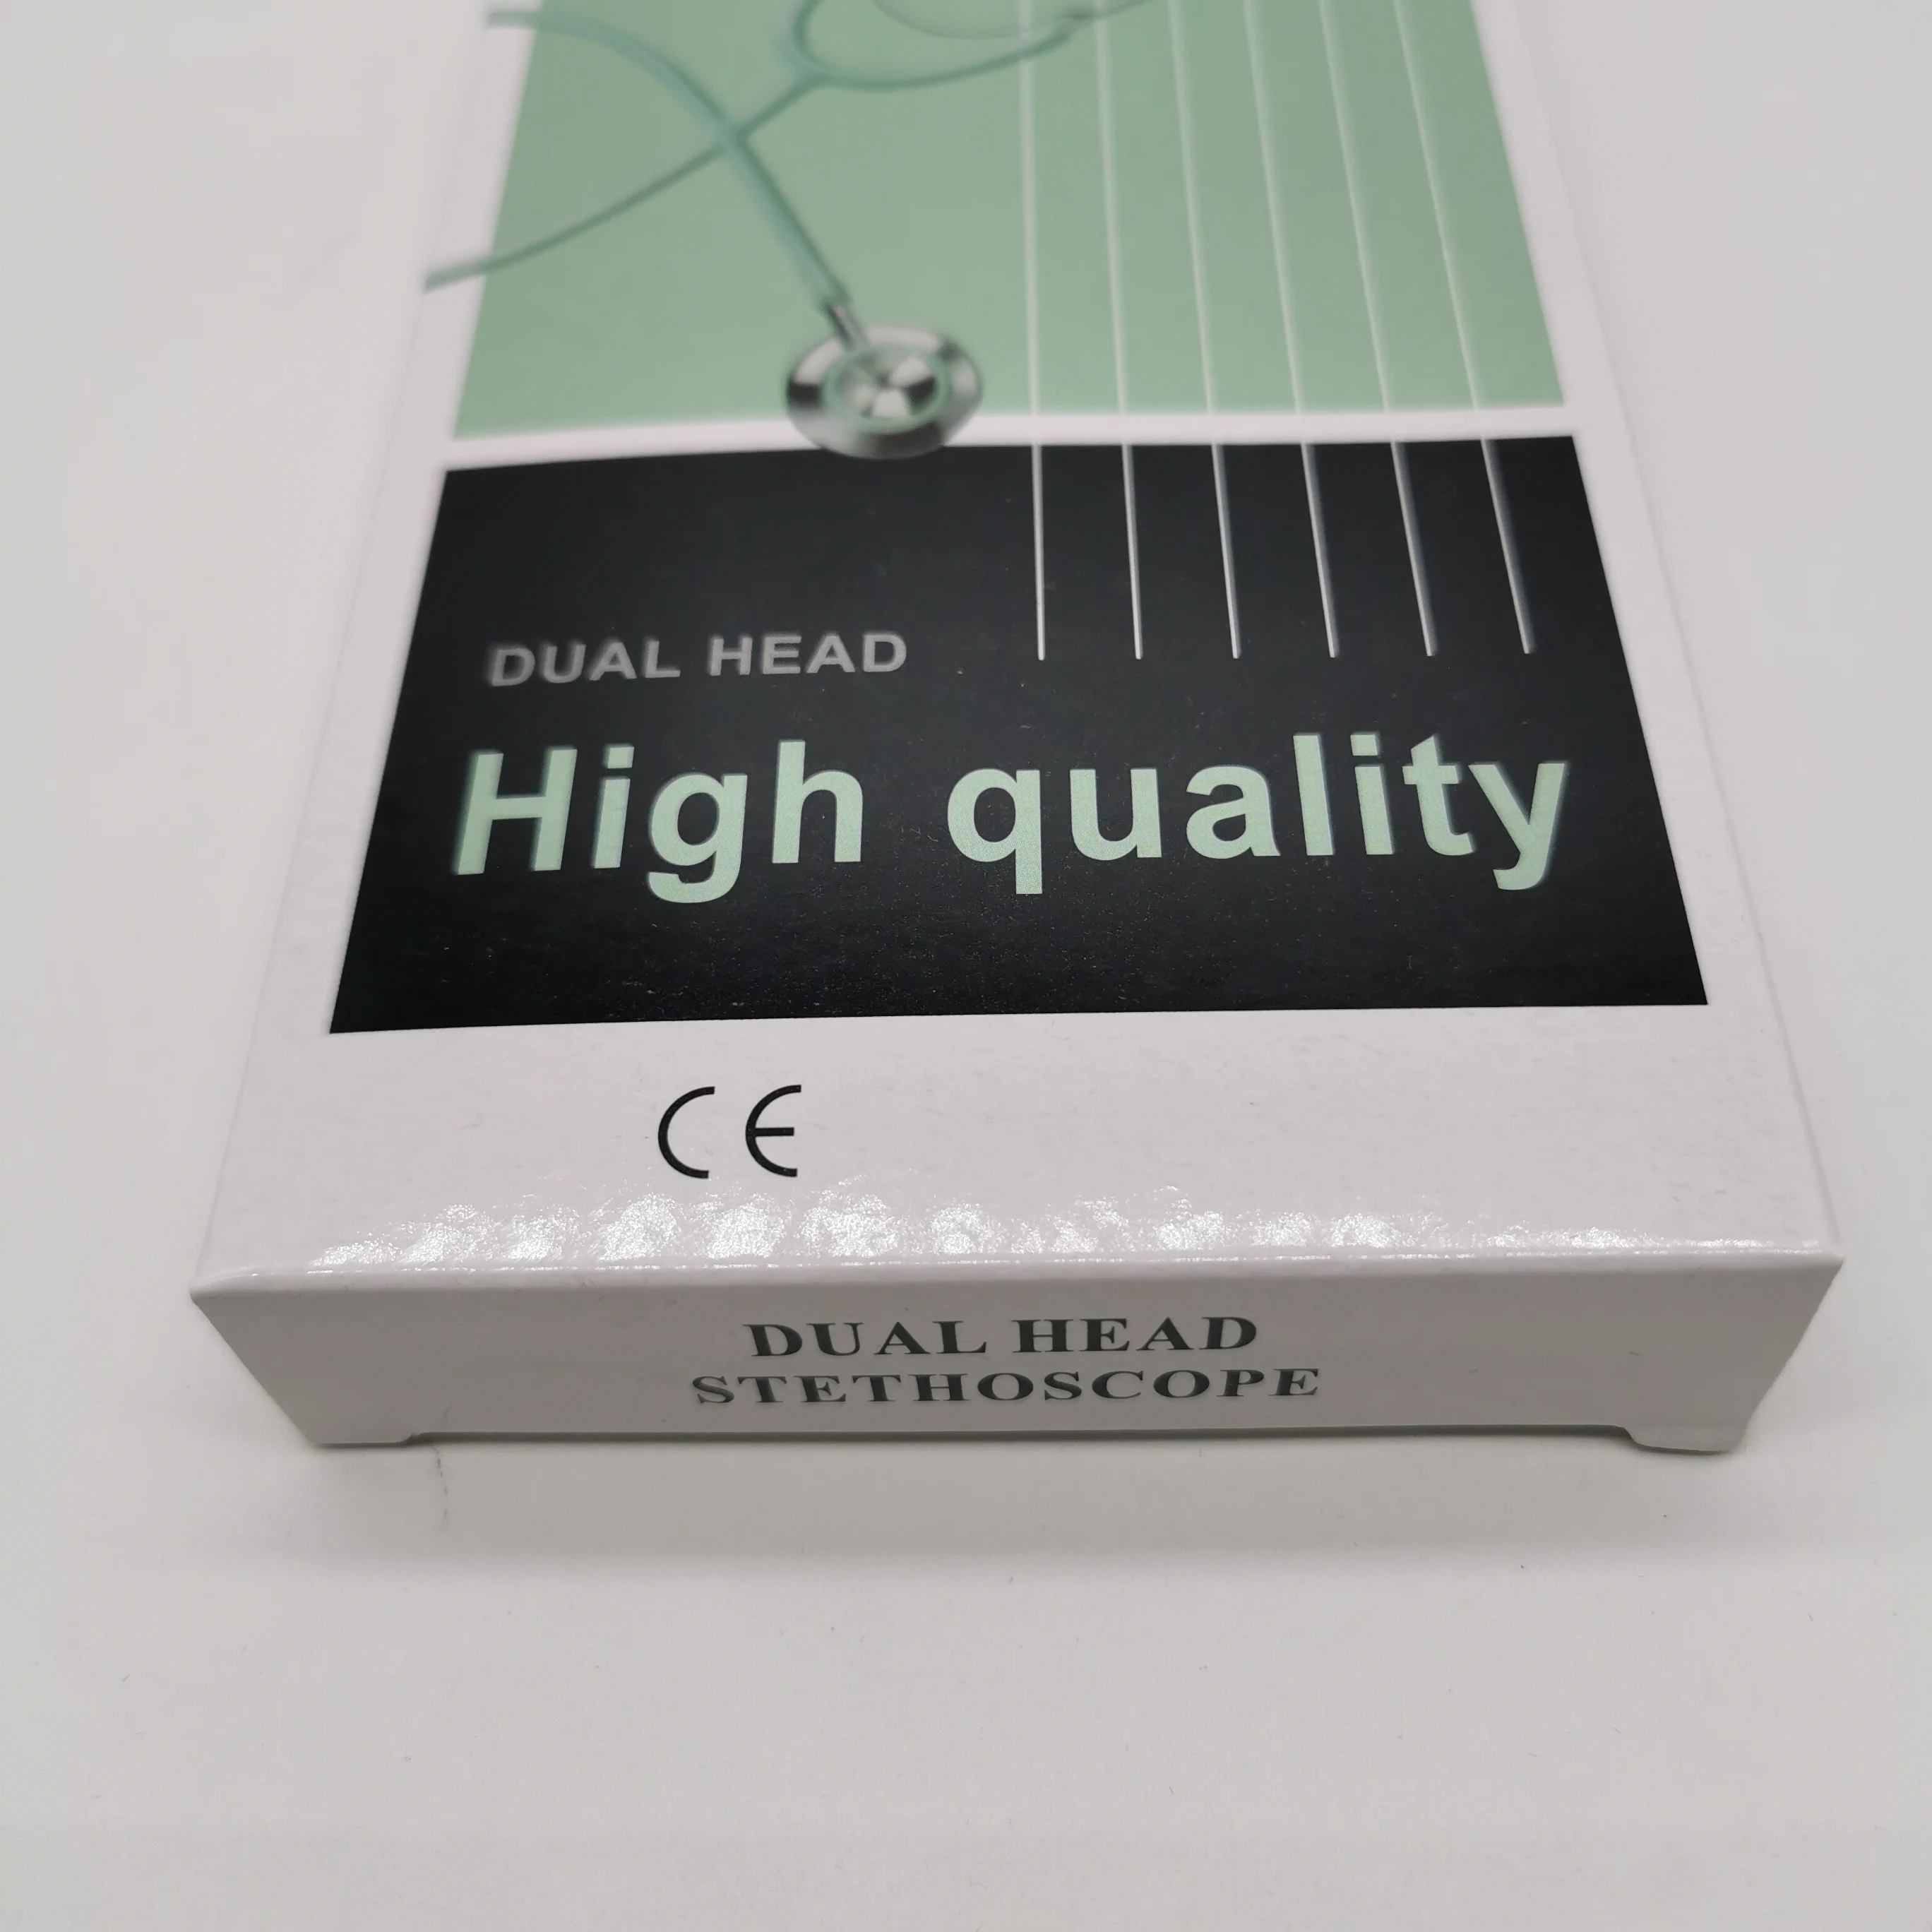 DUAL HEAD
High quality
CE
DUAL HEAD
STETHOSCOPE